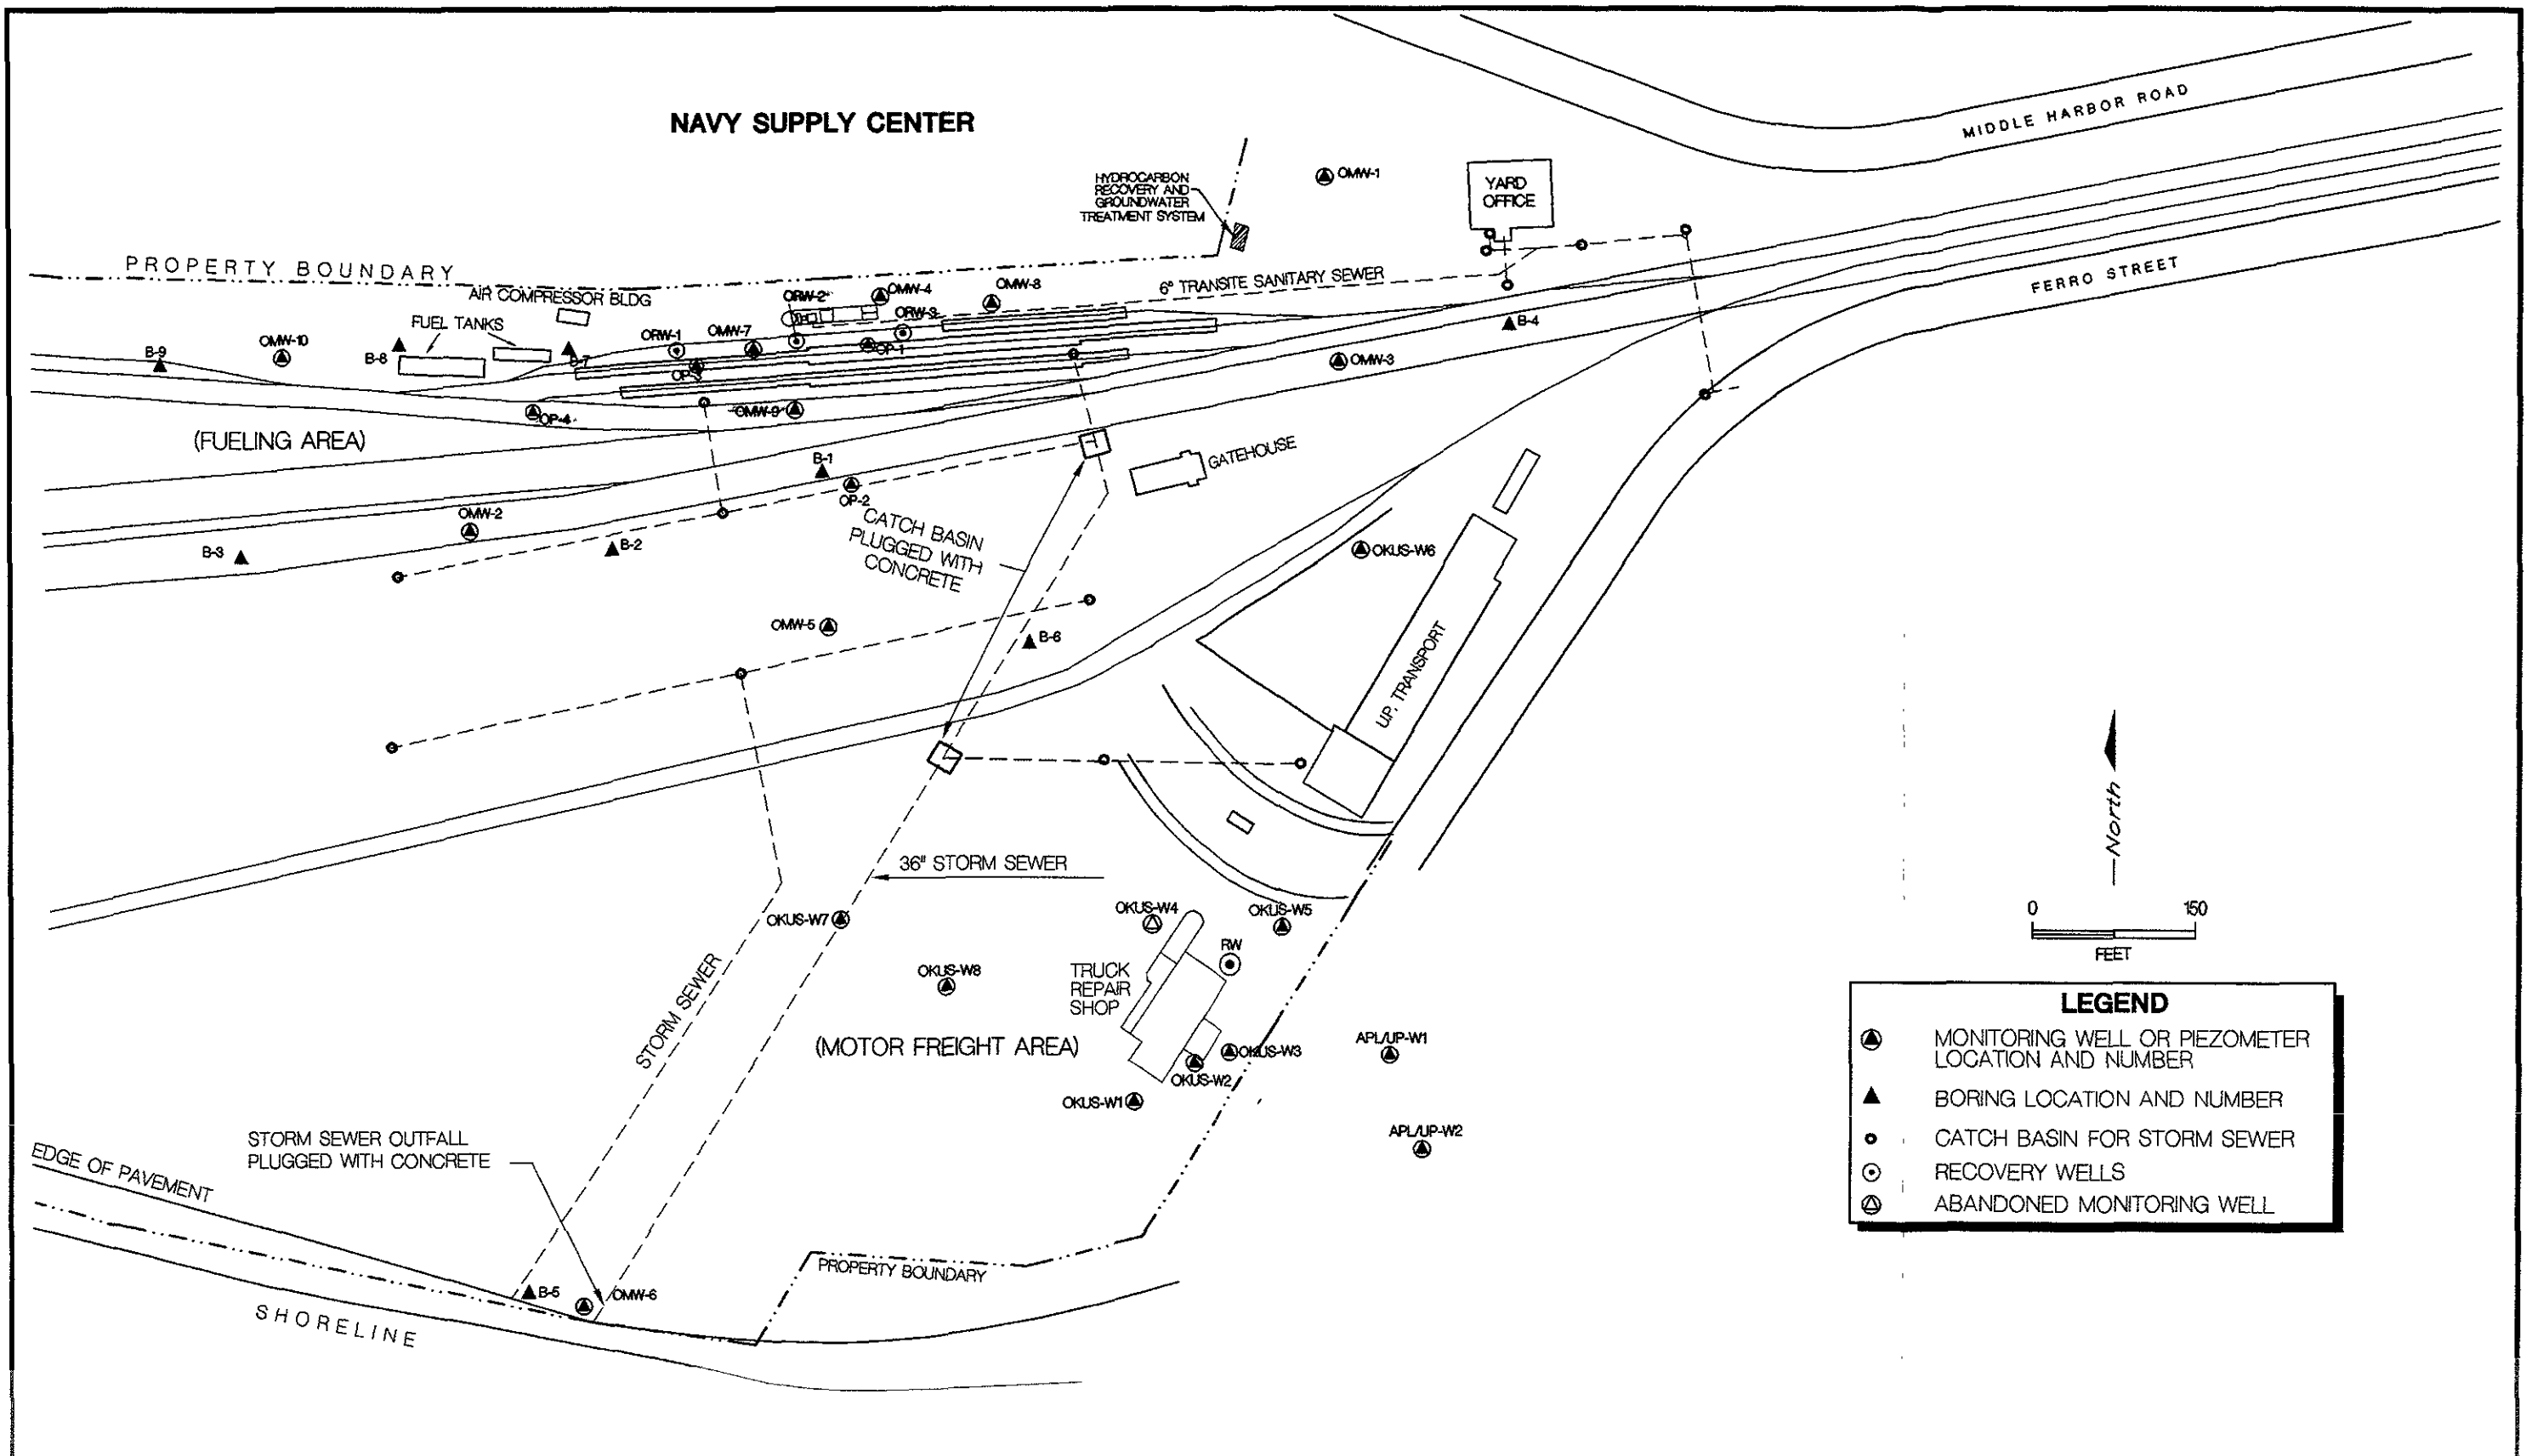 NAVY SUPPLY CENTER
MIDDLE HARBOR ROAD
HYDROCARBON
RECOVERY AND
GROUNDWATER
TREATMENT SYSTEM
OMW-1
YARD
OFFICE
PROPERTY BOUNDARY
FERRO STREET
6" TRANSITE SANITARY SEWER
AIR COMPRESSOR BLDG
ORW-2
OMW-4
OMW-8
FUEL TANKS
ORW-1
OMW-7
ORW-3
B-4
B-9
OMW-10
B-8
B-7
OP-1
OMW-3
OP-3
OP-4
OMW-9
(FUELING AREA)
GATEHOUSE
B-1
OP-2
OMW-2
CATCH BASIN
PLUGGED WITH
CONCRETE
B-3
B-2
OKUS-W6
OMW-5
B-6
U.P. TRANSPORT
North
36" STORM SEWER
OKUS-W7
OKUS-W4
OKUS-W5
0
150
FEET
RW
OKUS-W8
TRUCK
REPAIR
SHOP
STORM SEWER
(MOTOR FREIGHT AREA)
OKUS-W3
APL/UP-W1
OKUS-W2
OKUS-W1
APL/UP-W2
LEGEND
MONITORING WELL OR PIEZOMETER
LOCATION AND NUMBER
BORING LOCATION AND NUMBER
CATCH BASIN FOR STORM SEWER
RECOVERY WELLS
ABANDONED MONITORING WELL
STORM SEWER OUTFALL
PLUGGED WITH CONCRETE
EDGE OF PAVEMENT
PROPERTY BOUNDARY
B-5
OMW-6
SHORELINE